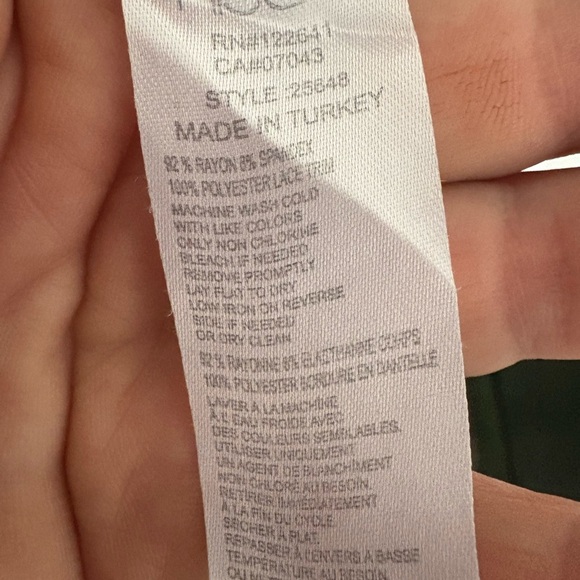 RN#122641
CA#07043
STYLE :25648
MADE IN TURKEY
92 % RAYON 8% SPANDEX
100% POLYESTER LACE TRIM
MACHINE WASH COLD
WITH LIKE COLORS
ONLY NON CHLORINE
BLEACH IF NEEDED
REMOVE PROMPTLY
LAY FLAT TO DRY
LOW IRON ON REVERSE
SIDE IF NEEDED
OR DRY CLEAN
92 % RAYONNE 8% ELASTHANNE CORPS
100% POLYESTER BORDURE EN DANTELLE
LAVER À LA MACHINE
À L'EAU FROIDE AVEC
DES COULEURS SEMBLABLES.
UTILISER UNIQUEMENT
UN AGENT DE BLANCHIMENT
NON CHLORÉ AU BESOIN.
RETIRER IMMÉDIATEMENT
À LA FIN DU CYCLE.
SÉCHER À PLAT.
REPASSER À L'ENVERS À BASSE
TEMPÉRATURE AU BESOIN.